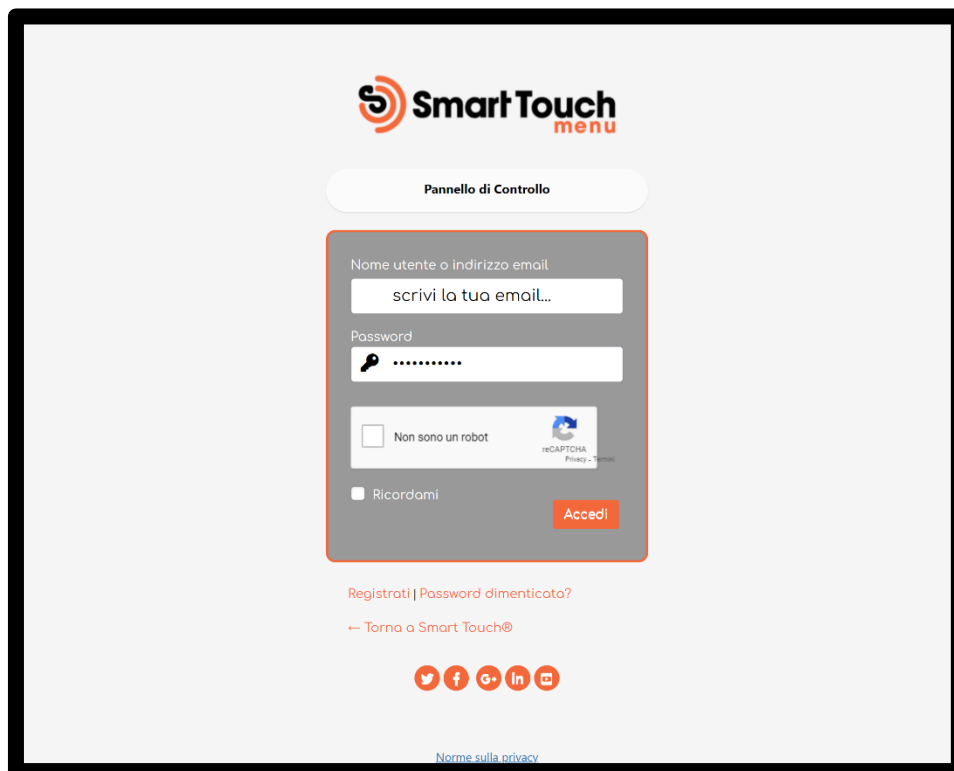 Smart Touch
menu
Pannello di Controllo
Nome utente o indirizzo email
scrivi la tua email...
Password
•••••••••••
Non sono un robot
reCAPTCHA
Privacy - Termini
Ricordami
Accedi
Registrati | Password dimenticata?
← Torna a Smart Touch®
Norme sulla privacy